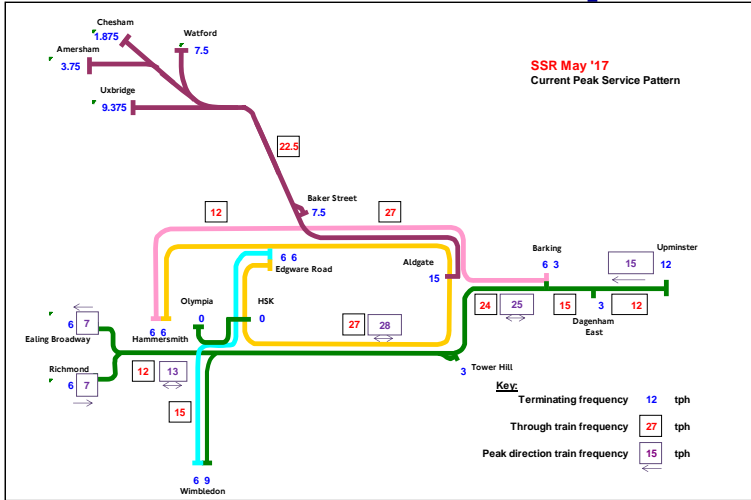 Chesham
1.875
Watford
7.5
Amersham
3.75
SSR May '17
Current Peak Service Pattern
Uxbridge
9.375
22.5
Baker Street
7.5
12
27
Barking
6 3
15
Upminster
12
6 6
Edgware Road
Aldgate
15
Olympia
0
HSK
0
24
25
15
3
12
Dagenham
East
27
28
6
7
Ealing Broadway
6 6
Hammersmith
Richmond
6
7
12
13
3
Tower Hill
15
6 9
Wimbledon
Key:
Terminating frequency 12 tph
Through train frequency 27 tph
Peak direction train frequency 15 tph